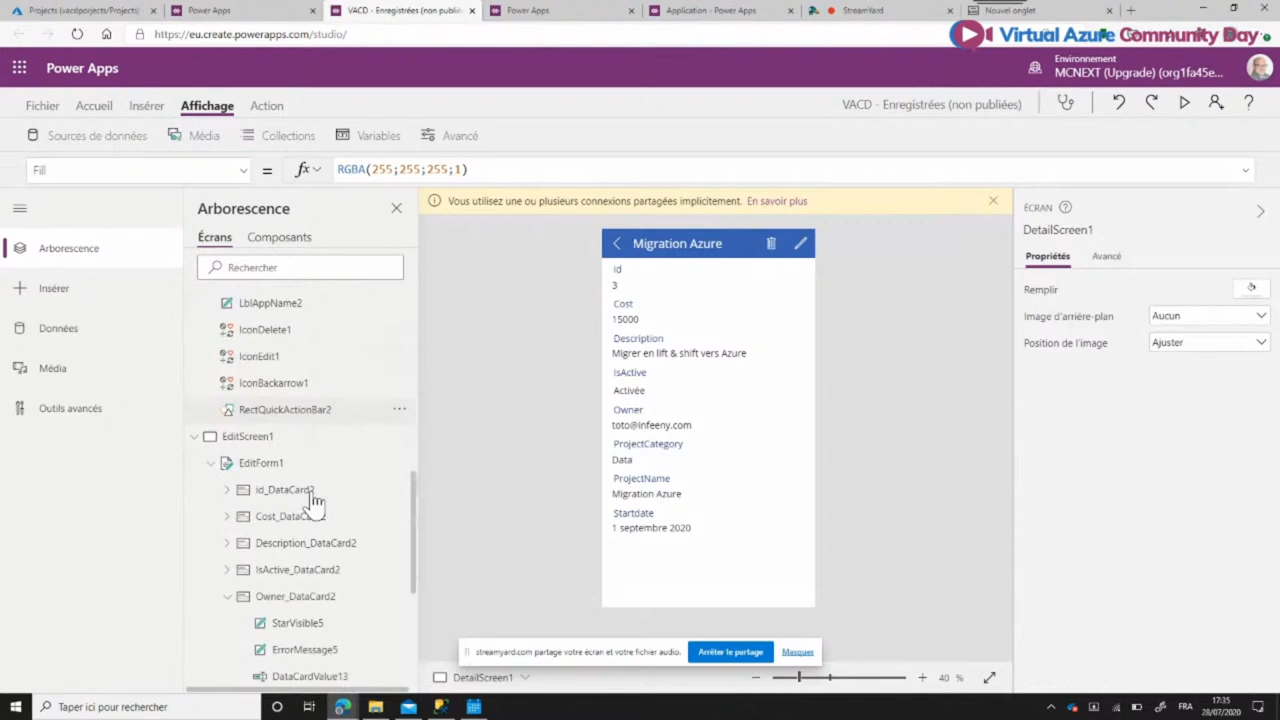 Power Apps
VACD - Enregistrées (non publiées)
Power Apps
Application - Power Apps
StreamYard
Nouvel onglet
Azure (vacdporjects/Projects)
https://eu.create.powerapps.com/studio/
Virtual Azure Community Day
Power Apps
Environnement
MCNEXT (Upgrade) (org1fa45e...
Fichier Accueil Insérer Affichage Action
VACD - Enregistrées (non publiées)
Sources de données Média Collections Variables Avancé
Fill = fx RGBA(255;255;255;1)
Arborescence
Insérer
Données
Média
Outils avancés
Arborescence
Écrans Composants
Rechercher
LblAppName2
IconDelete1
IconEdit1
IconBackarrow1
RectQuickActionBar2
EditScreen1
EditForm1
id_DataCard2
Description_DataCard2
IsActive_DataCard2
Owner_DataCard2
StarVisible5
ErrorMessage5
DataCardValue13
Vous utilisez une ou plusieurs connexions partagées implicitement. En savoir plus
Migration Azure
id
3
Cost
15000
Description
Migrer en lift & shift vers Azure
IsActive
Activée
Owner
toto@infeeny.com
ProjectCategory
Data
ProjectName
Migration Azure
Startdate
1 septembre 2020
streamyard.com partage votre écran et votre fichier audio.
Arrêter le partage
Masquer
DetailScreen1
40 %
ÉCRAN
DetailScreen1
Propriétés Avancé
Remplir
Image d'arrière-plan Aucun
Position de l'image Ajuster
Taper ici pour rechercher
FRA
17:35
28/07/2020